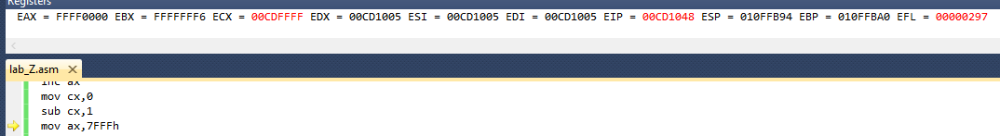 Registers
EAX = FFFF0000 EBX = FFFFFFF6 ECX = 00CDFFFF EDX = 00CD1005 ESI = 00CD1005 EDI = 00CD1005 EIP = 00CD1048 ESP = 010FFB94 EBP = 010FFBA0 EFL = 00000297
lab_Z.asm
inc ax
mov cx,0
sub cx,1
mov ax,7FFFh